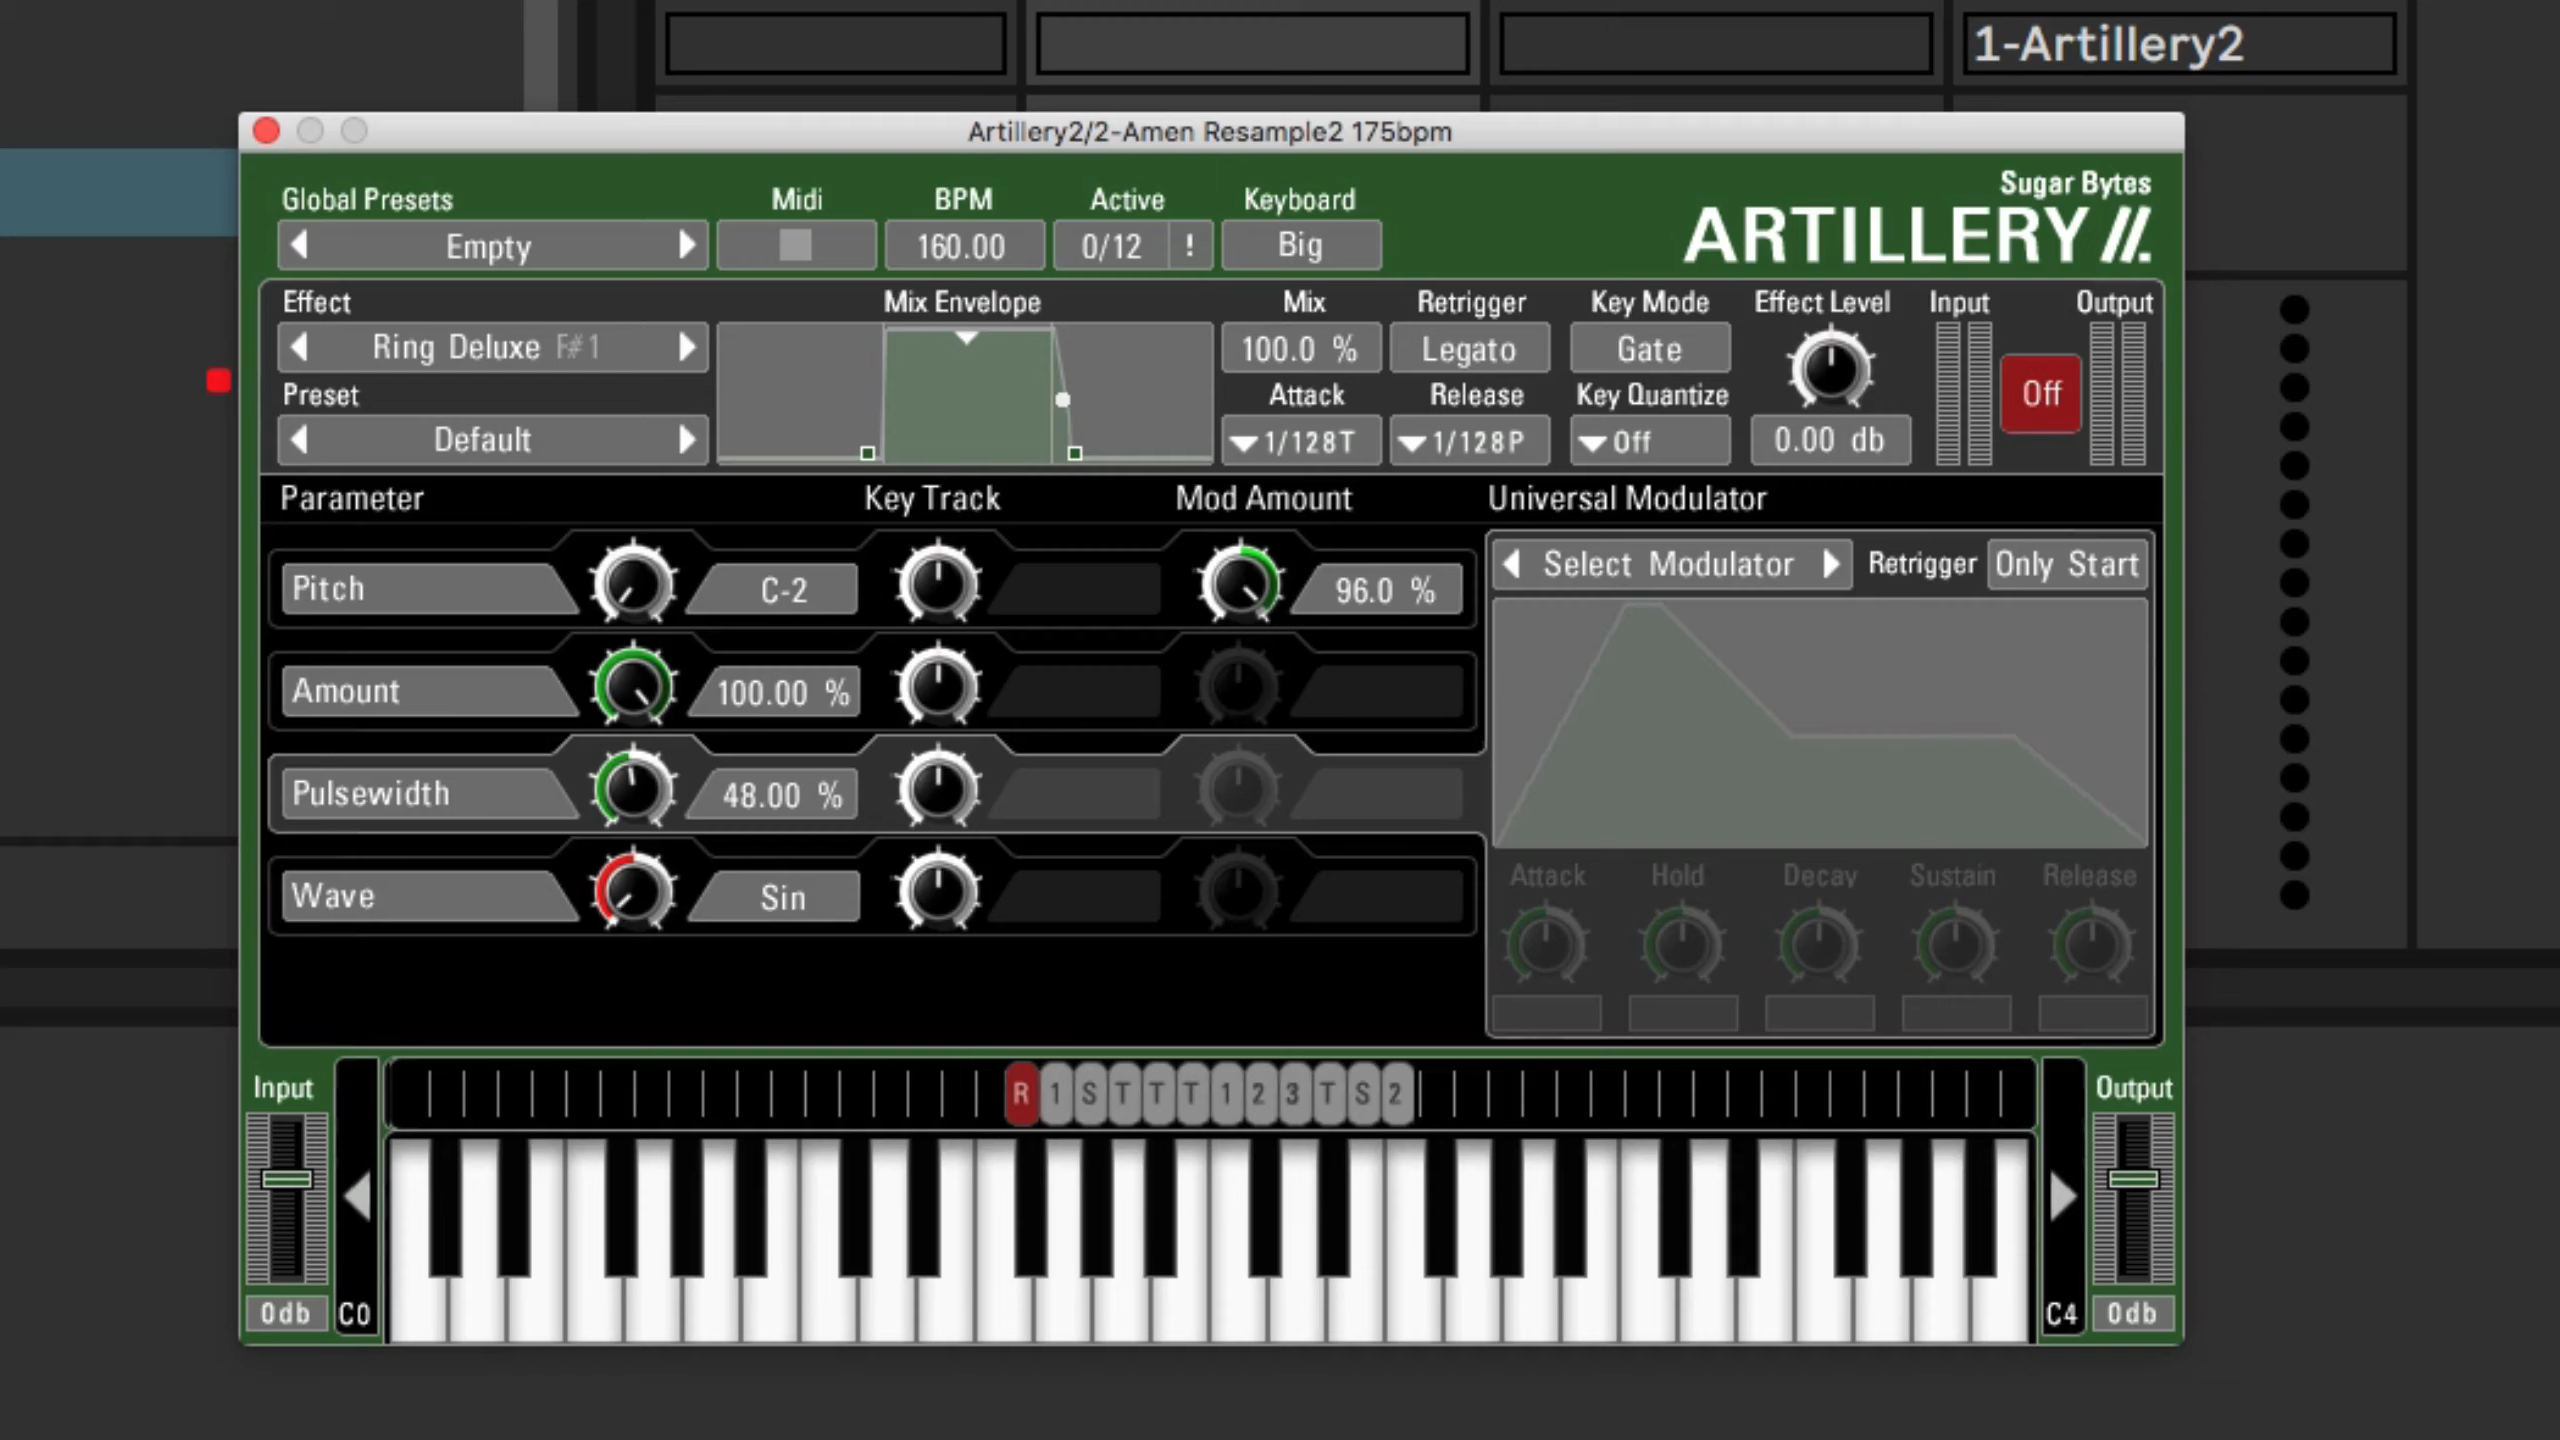 1-Artillery2
Artillery2/2-Amen Resample2 175bpm
Global Presets Midi BPM Active Keyboard
Sugar Bytes
ARTILLERY //.
Empty 160.00 0/12 ! Big
Effect Mix Envelope Mix Retrigger Key Mode Effect Level Input Output
Ring Deluxe F#1 100.0 % Legato Gate
Off
Preset Attack Release Key Quantize
Default 1/128T 1/128P Off 0.00 db
Parameter Key Track Mod Amount Universal Modulator
Select Modulator Retrigger Only Start
Pitch C-2 96.0 %
Amount 100.00 %
Pulsewidth 48.00 %
Wave Sin
Attack Hold Decay Sustain Release
Input R 1 S T T T 1 2 3 T S 2 Output
0db C0 C4 0db